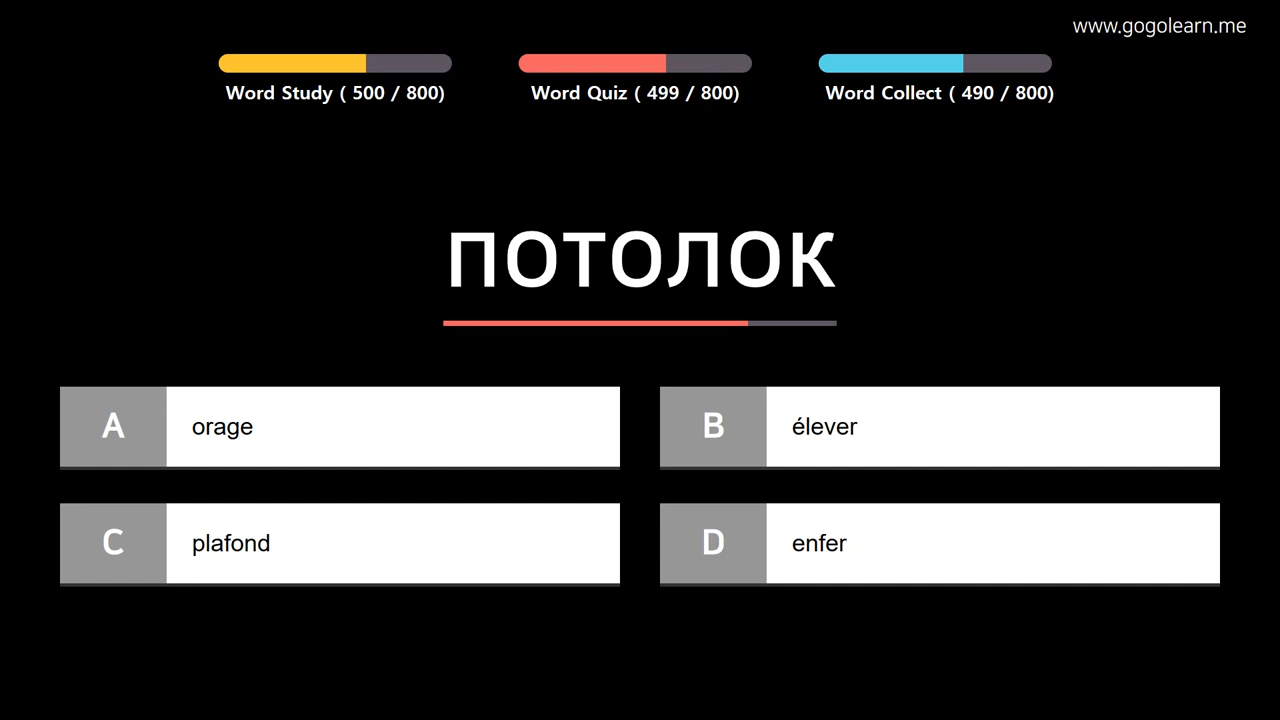 www.gogolearn.me
Word Study ( 500 / 800)
Word Quiz ( 499 / 800)
Word Collect ( 490 / 800)
ПОТОЛОК
A orage
B élever
C plafond
D enfer